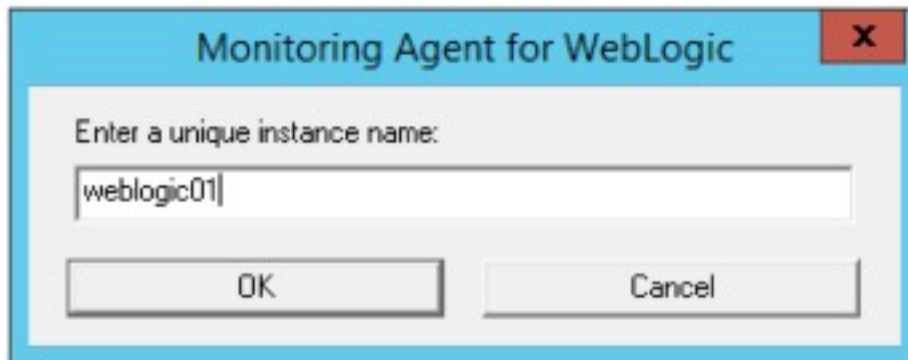 Monitoring Agent for WebLogic
x
Enter a unique instance name:
weblogic01
OK
Cancel